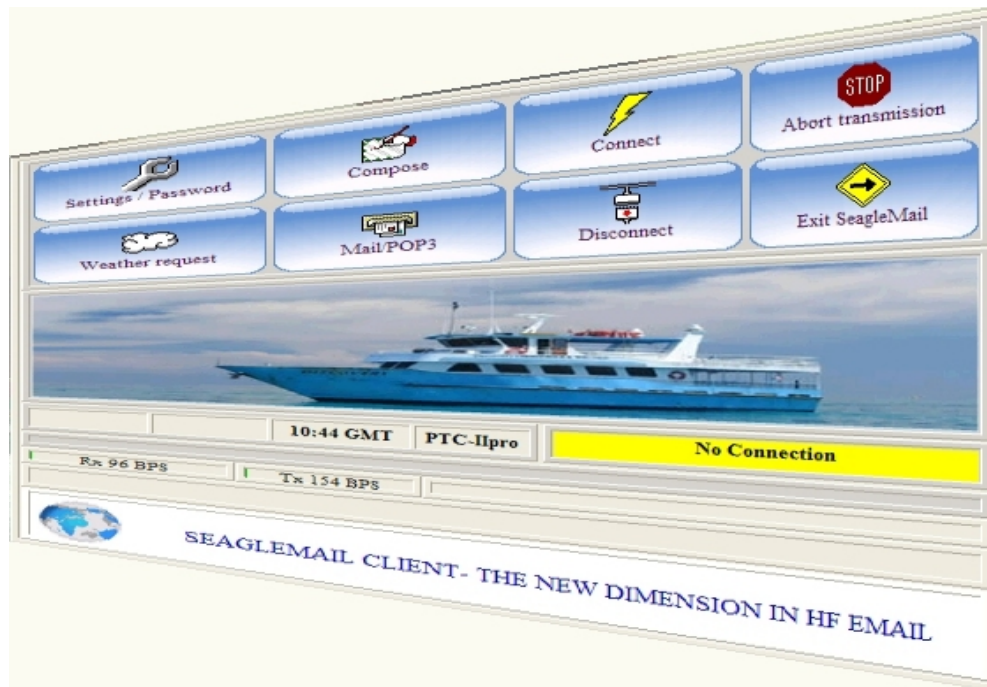 Settings / Password
Compose
Connect
STOP
Abort transmission
Weather request
Mail/POP3
Disconnect
Exit SeagleMail
10:44 GMT
PTC-IIpro
No Connection
Rx 96 BPS
Tx 154 BPS
SEAGLEMAIL CLIENT- THE NEW DIMENSION IN HF EMAIL